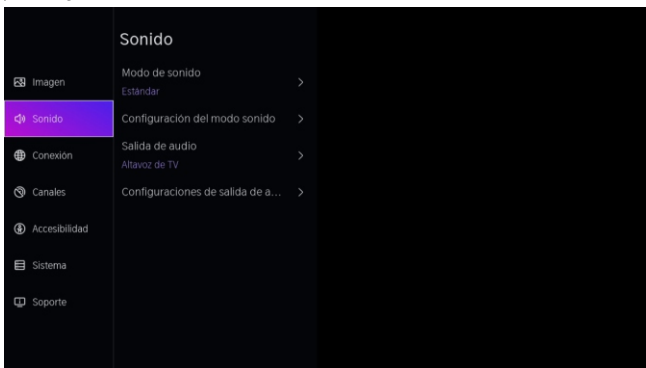 Sonido
Imagen
Sonido
Conexión
Canales
Accesibilidad
Sistema
Soporte
Modo de sonido
Estándar
Configuración del modo sonido
Salida de audio
Altavoz de TV
Configuraciones de salida de a...